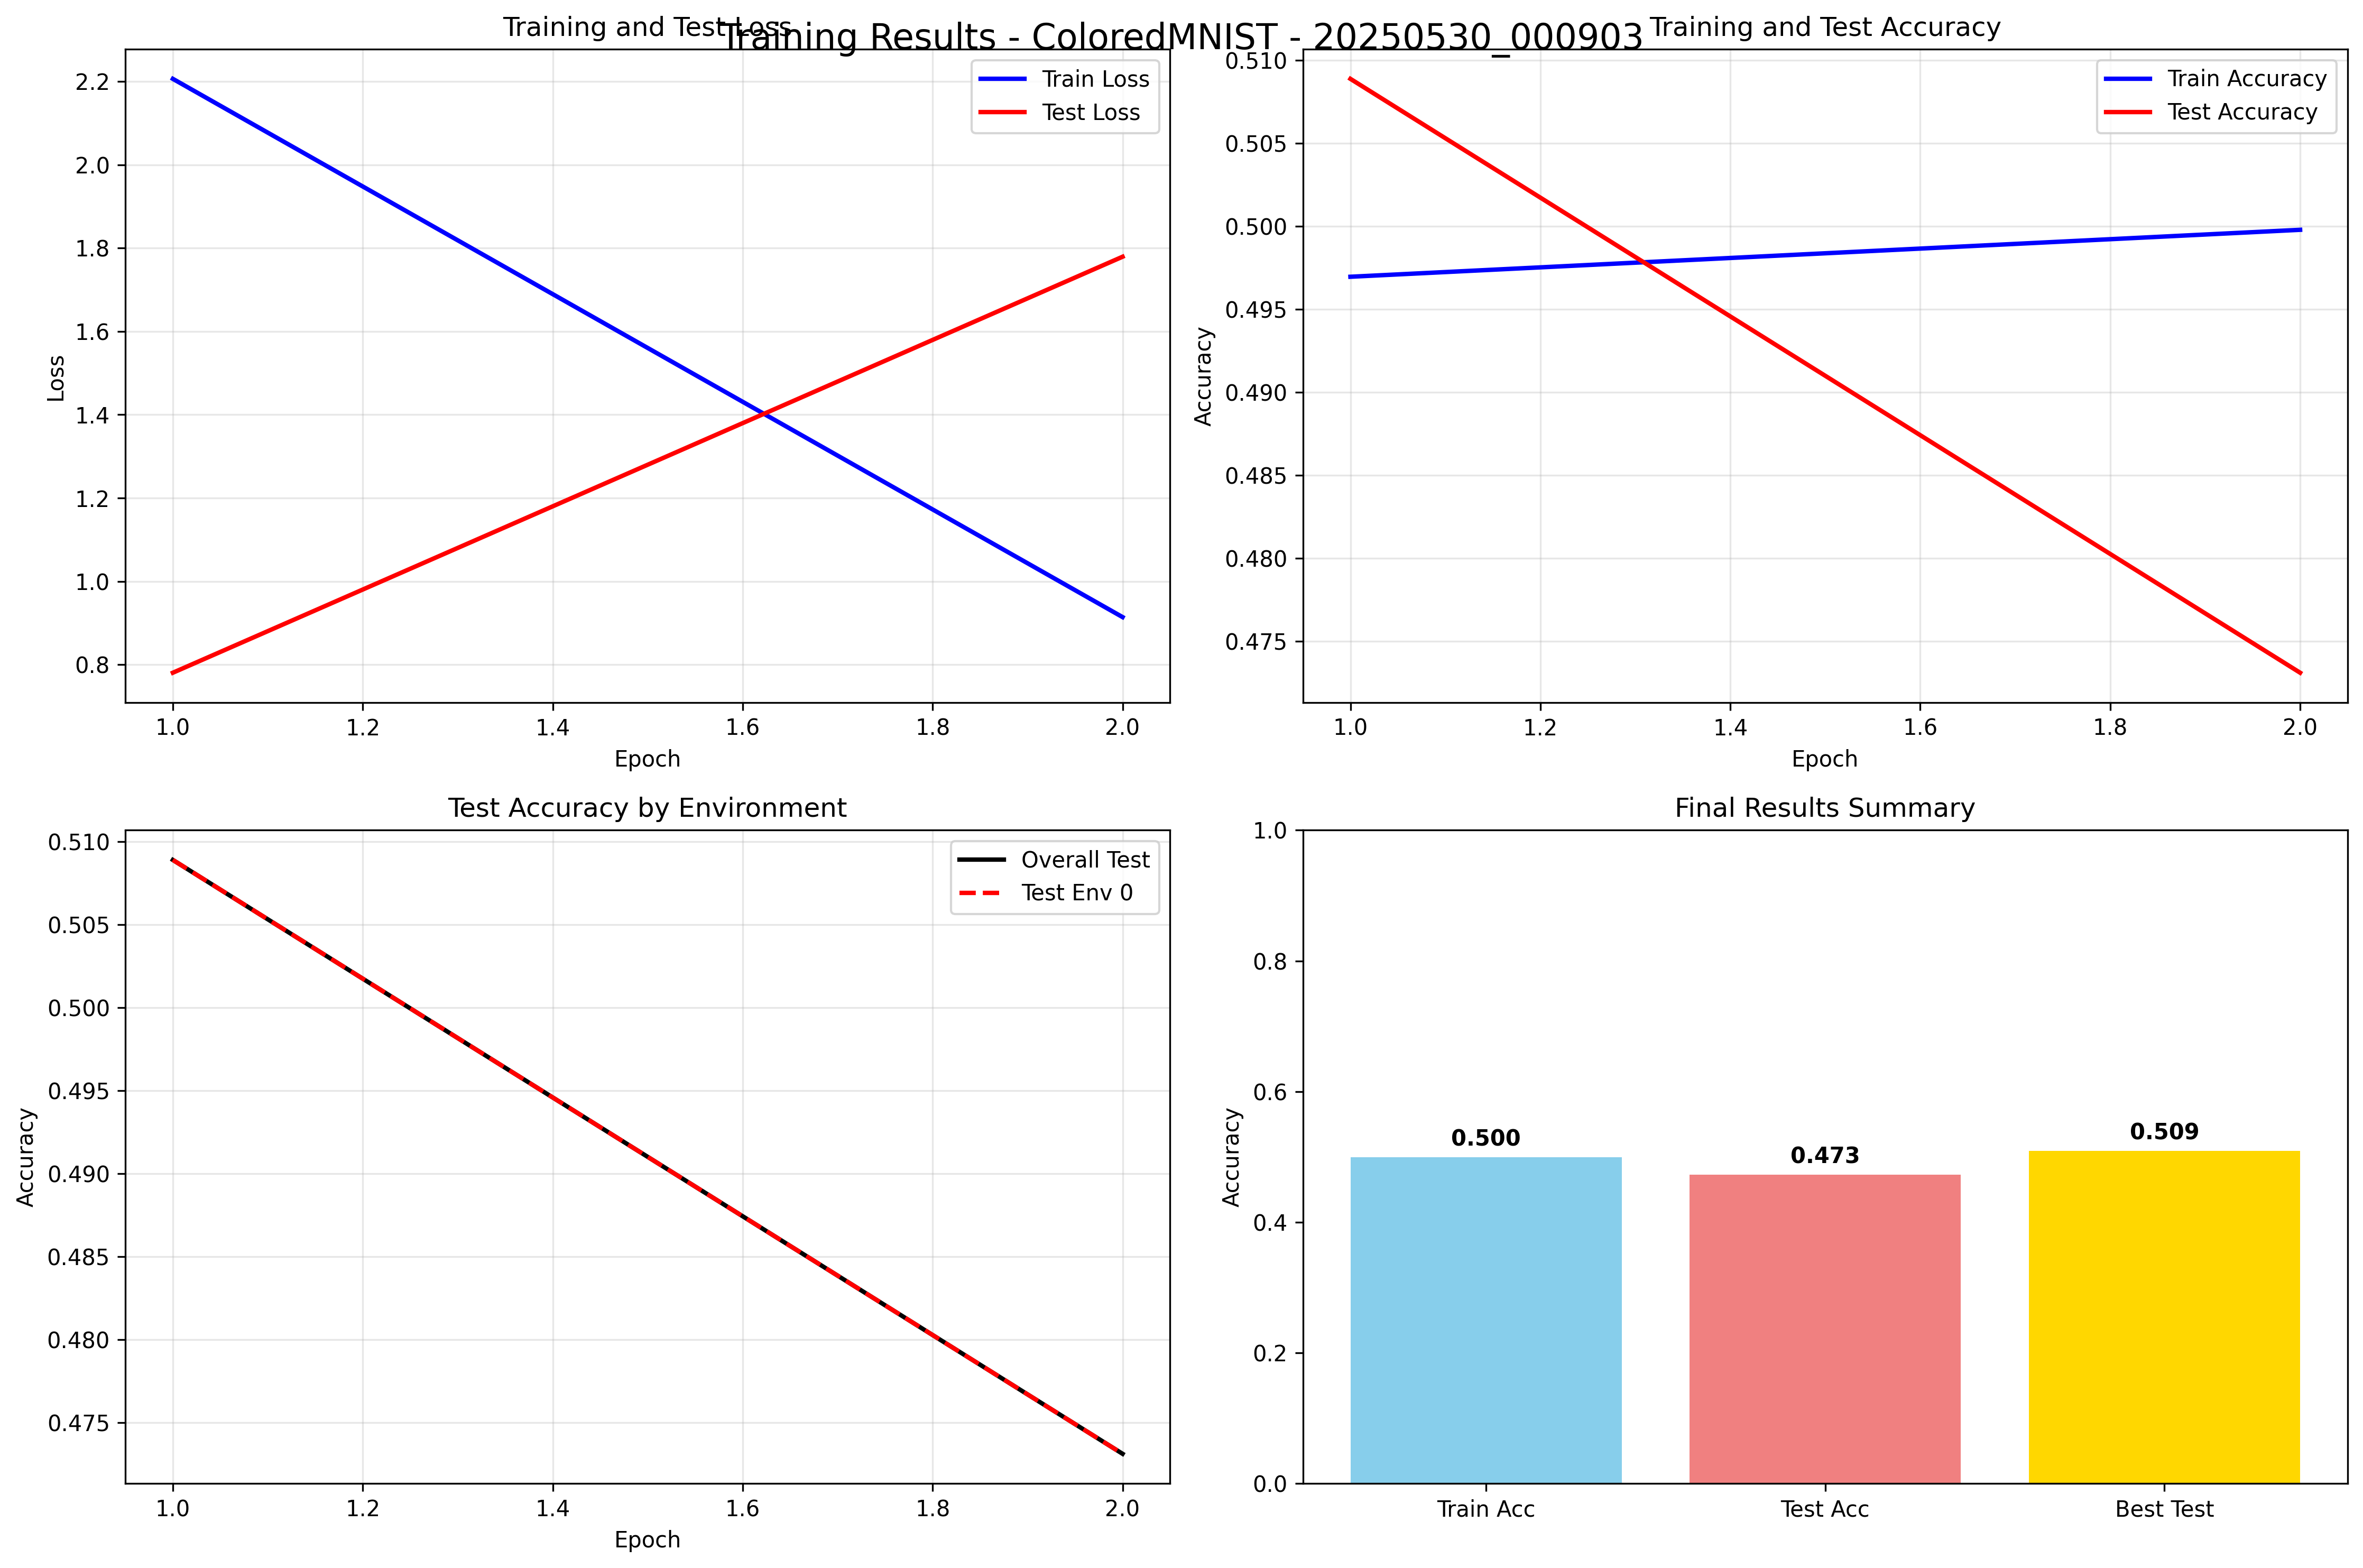 Training Results - ColoredMNIST - 20250530_000903
Training and Test Loss
2.2
2.0
1.8
1.6
1.4
1.2
1.0
0.8
Loss
Train Loss
Test Loss
1.0 1.2 1.4 1.6 1.8 2.0
Epoch
Training and Test Accuracy
0.510
0.505
0.500
0.495
0.490
0.485
0.480
0.475
Accuracy
Train Accuracy
Test Accuracy
1.0 1.2 1.4 1.6 1.8 2.0
Epoch
Test Accuracy by Environment
0.510
0.505
0.500
0.495
0.490
0.485
0.480
0.475
Accuracy
Overall Test
Test Env 0
1.0 1.2 1.4 1.6 1.8 2.0
Epoch
Final Results Summary
1.0
0.8
0.6
0.4
0.2
0.0
Accuracy
0.500
0.473
0.509
Train Acc Test Acc Best Test